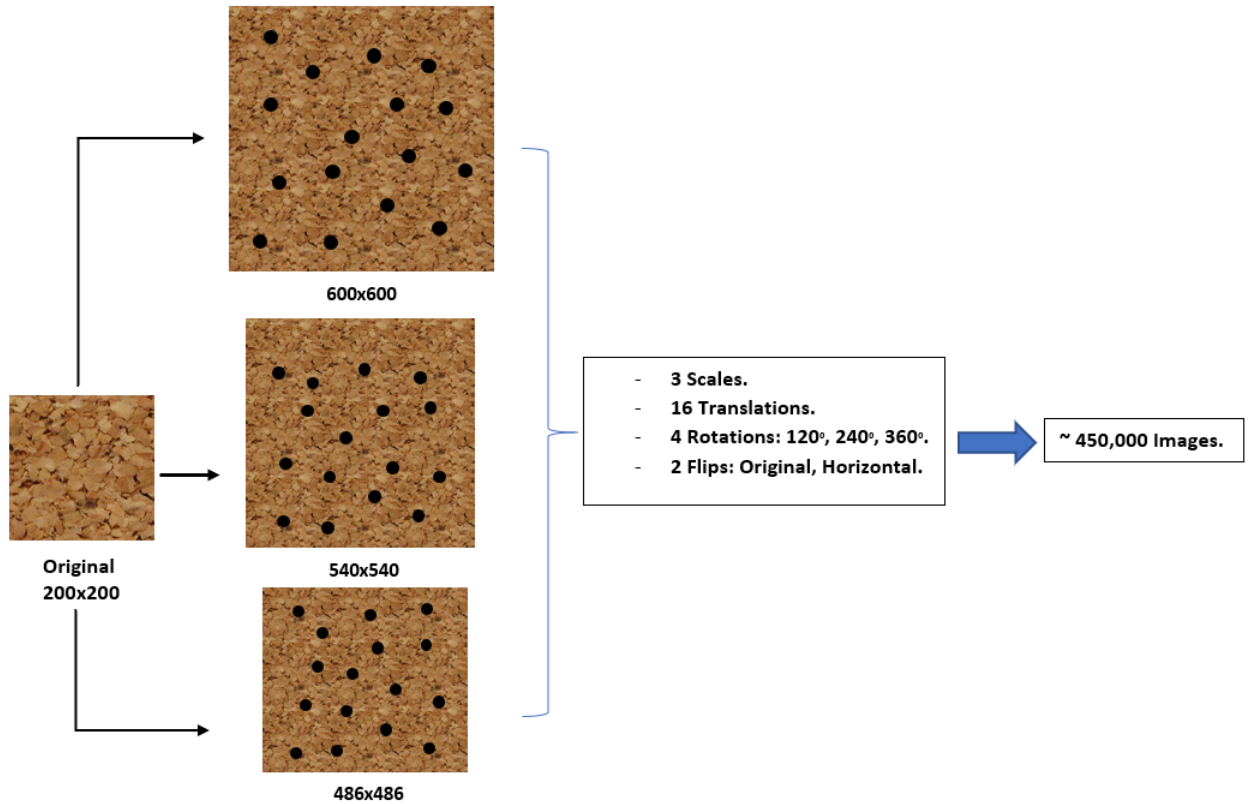 600x600
Original
200x200
540x540
486x486
- 3 Scales.
- 16 Translations.
- 4 Rotations: 120º, 240º, 360º.
- 2 Flips: Original, Horizontal.
~ 450,000 Images.